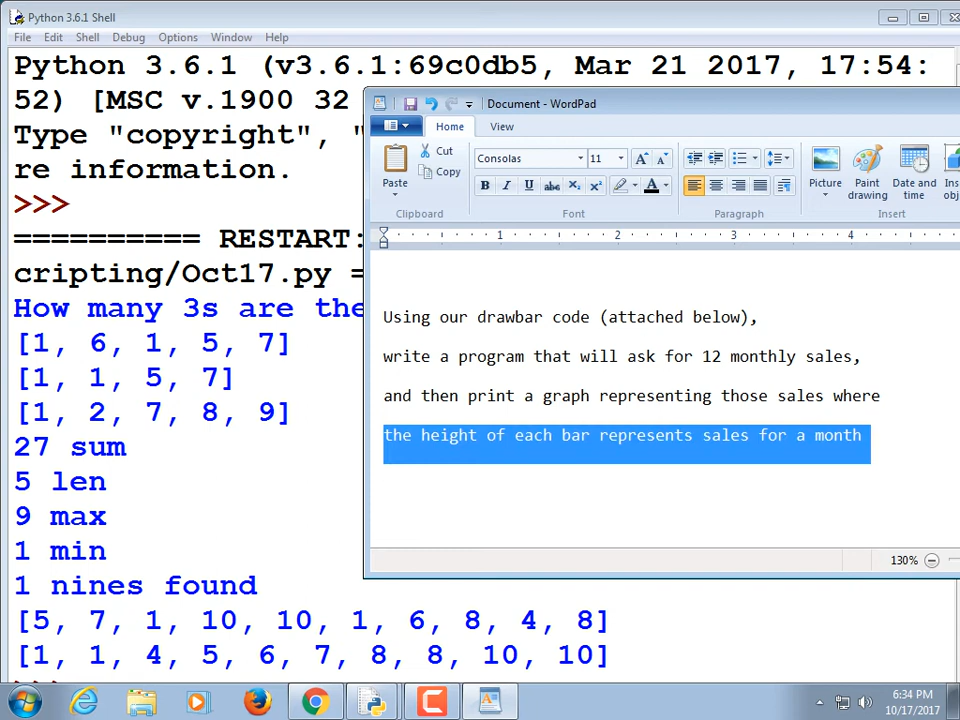 Python 3.6.1 Shell
File Edit Shell Debug Options Window Help
Python 3.6.1 (v3.6.1:69c0db5, Mar 21 2017, 17:54:
52) [MSC v.1900 32
Type "copyright", "
re information.
>>>
========== RESTART:
cripting/Oct17.py =
How many 3s are the
[1, 6, 1, 5, 7]
[1, 1, 5, 7]
[1, 2, 7, 8, 9]
27 sum
5 len
9 max
1 min
1 nines found
[5, 7, 1, 10, 10, 1, 6, 8, 4, 8]
[1, 1, 4, 5, 6, 7, 8, 8, 10, 10]
>>>
Document - WordPad
Home View
Cut
Copy
Paste
Clipboard
Consolas 11
Font
Paragraph
Picture
Paint drawing
Date and time
Ins
obj
Insert
1 2 3 4
Using our drawbar code (attached below),
write a program that will ask for 12 monthly sales,
and then print a graph representing those sales where
the height of each bar represents sales for a month
130%
6:34 PM
10/17/2017